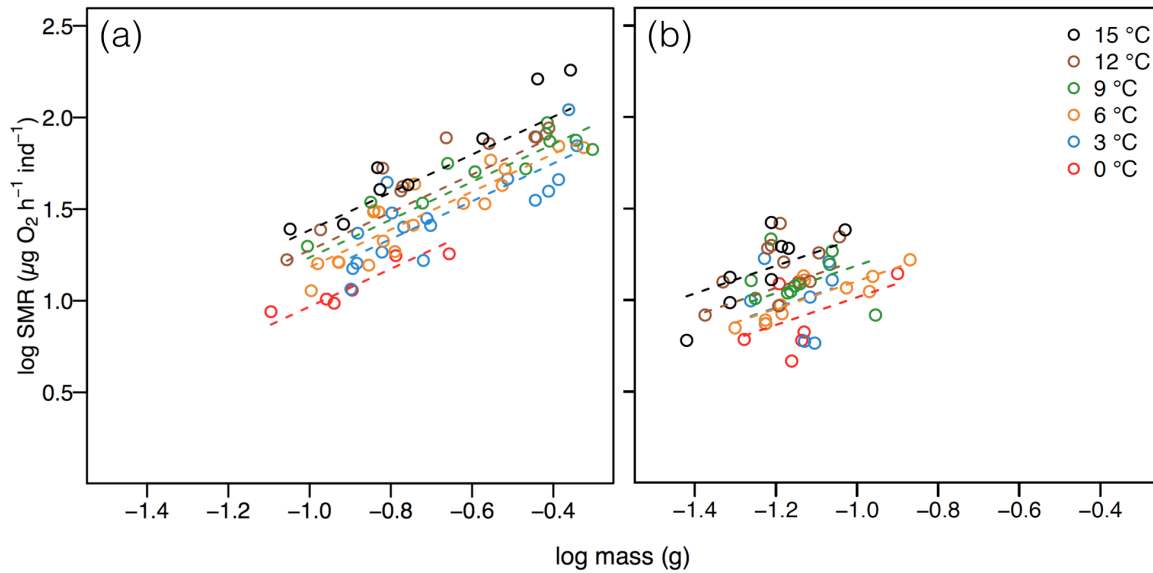 (a)
(b)
15 °C
12 °C
9 °C
6 °C
3 °C
0 °C
log SMR (µg O₂ h⁻¹ ind⁻¹)
2.5
2.0
1.5
1.0
0.5
−1.4 −1.2 −1.0 −0.8 −0.6 −0.4
−1.4 −1.2 −1.0 −0.8 −0.6 −0.4
log mass (g)